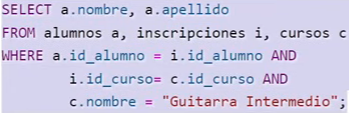 SELECT a.nombre, a.apellido
FROM alumnos a, inscripciones i, cursos c
WHERE a.id_alumno = i.id_alumno AND
i.id_curso= c.id_curso AND
c.nombre = "Guitarra Intermedio";